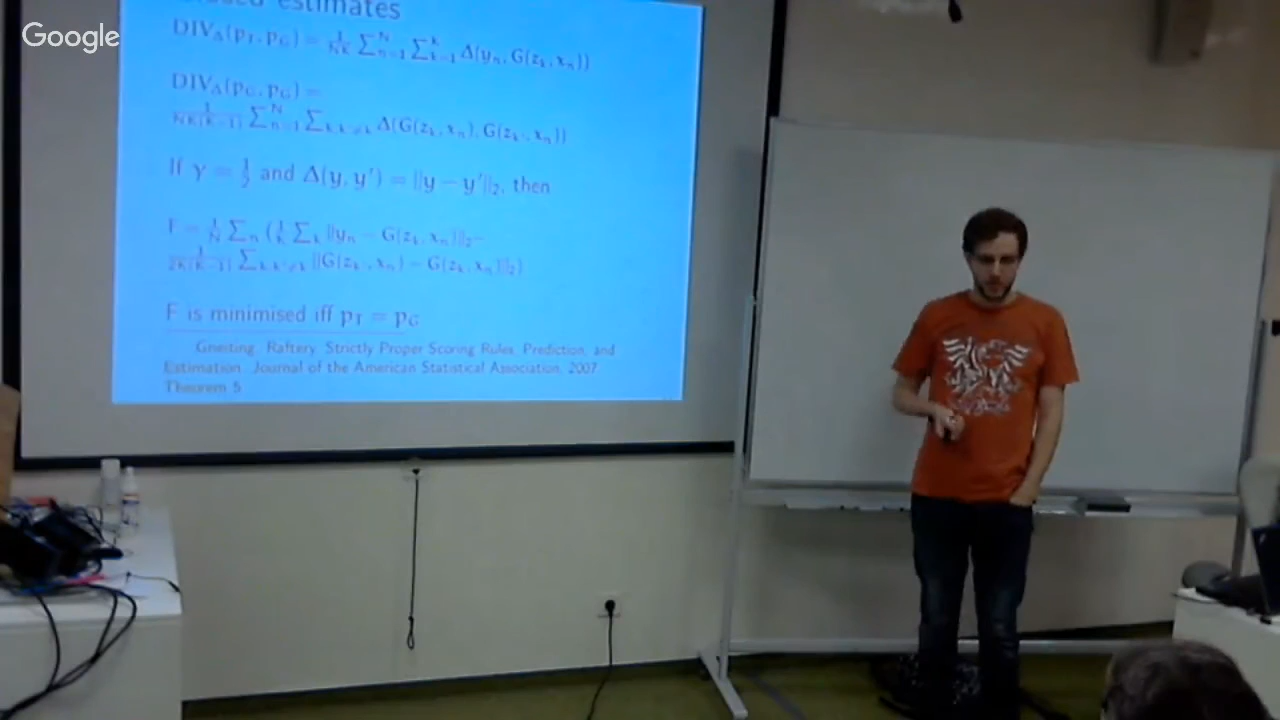 Google
estimates
DIV_Δ(p_T, p_G) = 1/NK ∑_{n=1}^N ∑_{k=1}^K Δ(y_n, G(z_k, x_n))
DIV_Δ(p_G, p_G) =
1/NK(K−1) ∑_{n=1}^N ∑_{k,k'≠k} Δ(G(z_k, x_n), G(z_k', x_n))
If γ = 1/2 and Δ(y, y') = ||y − y'||_2, then
F = 1/N ∑_n (1/K ∑_k ||y_n − G(z_k, x_n)||_2−
1/2K(K−1) ∑_{k,k'≠k} ||G(z_k', x_n) − G(z_k, x_n)||_2)
F is minimised iff p_T = p_G
Gneiting, Raftery. Strictly Proper Scoring Rules, Prediction, and
Estimation. Journal of the American Statistical Association, 2007
Theorem 5